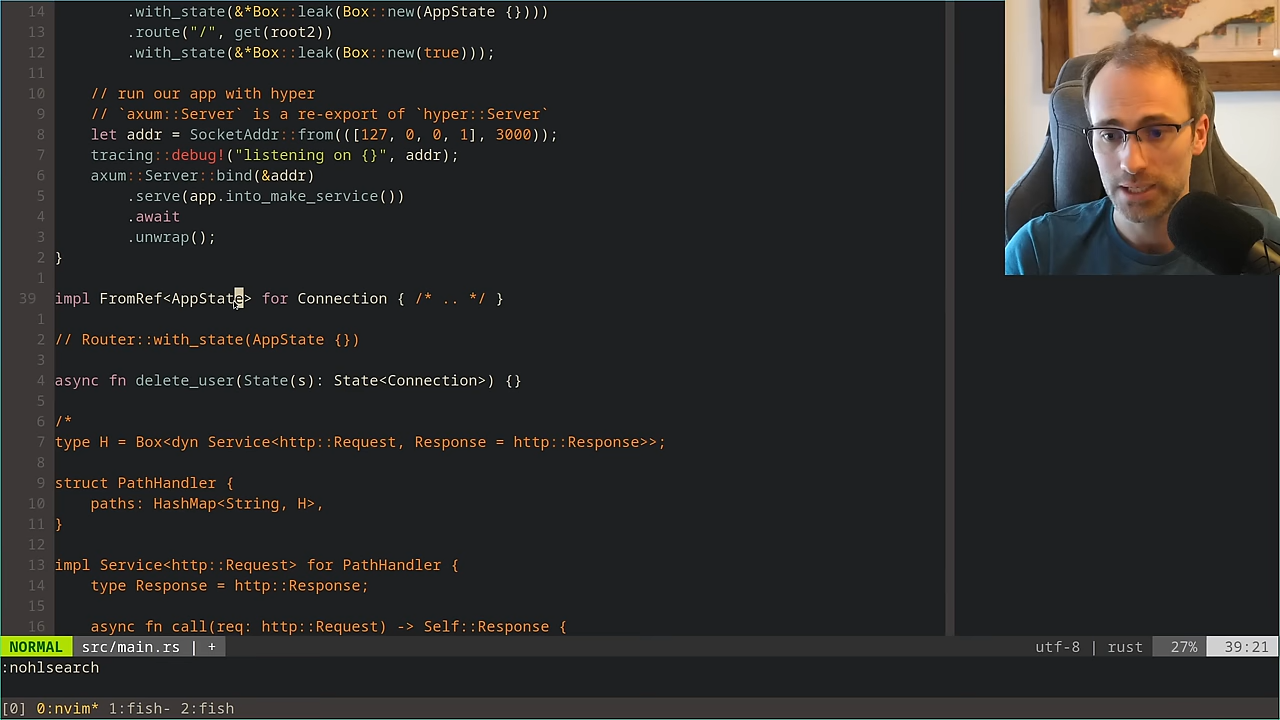 14         .with_state(&*Box::leak(Box::new(AppState {})))
13         .route("/", get(root2))
12         .with_state(&*Box::leak(Box::new(true)));
11
10     // run our app with hyper
9     // `axum::Server` is a re-export of `hyper::Server`
8     let addr = SocketAddr::from(([127, 0, 0, 1], 3000));
7     tracing::debug!("listening on {}", addr);
6     axum::Server::bind(&addr)
5         .serve(app.into_make_service())
4         .await
3         .unwrap();
2 }
1
39 impl FromRef<AppState> for Connection { /* .. */ }
1
2 // Router::with_state(AppState {})
3
4 async fn delete_user(State(s): State<Connection>) {}
5
6 /*
7 type H = Box<dyn Service<http::Request, Response = http::Response>>;
8
9 struct PathHandler {
10     paths: HashMap<String, H>,
11 }
12
13 impl Service<http::Request> for PathHandler {
14     type Response = http::Response;
15
16     async fn call(req: http::Request) -> Self::Response {
NORMAL src/main.rs | + utf-8 | rust 27% 39:21
:nohlsearch
[0] 0:nvim* 1:fish- 2:fish